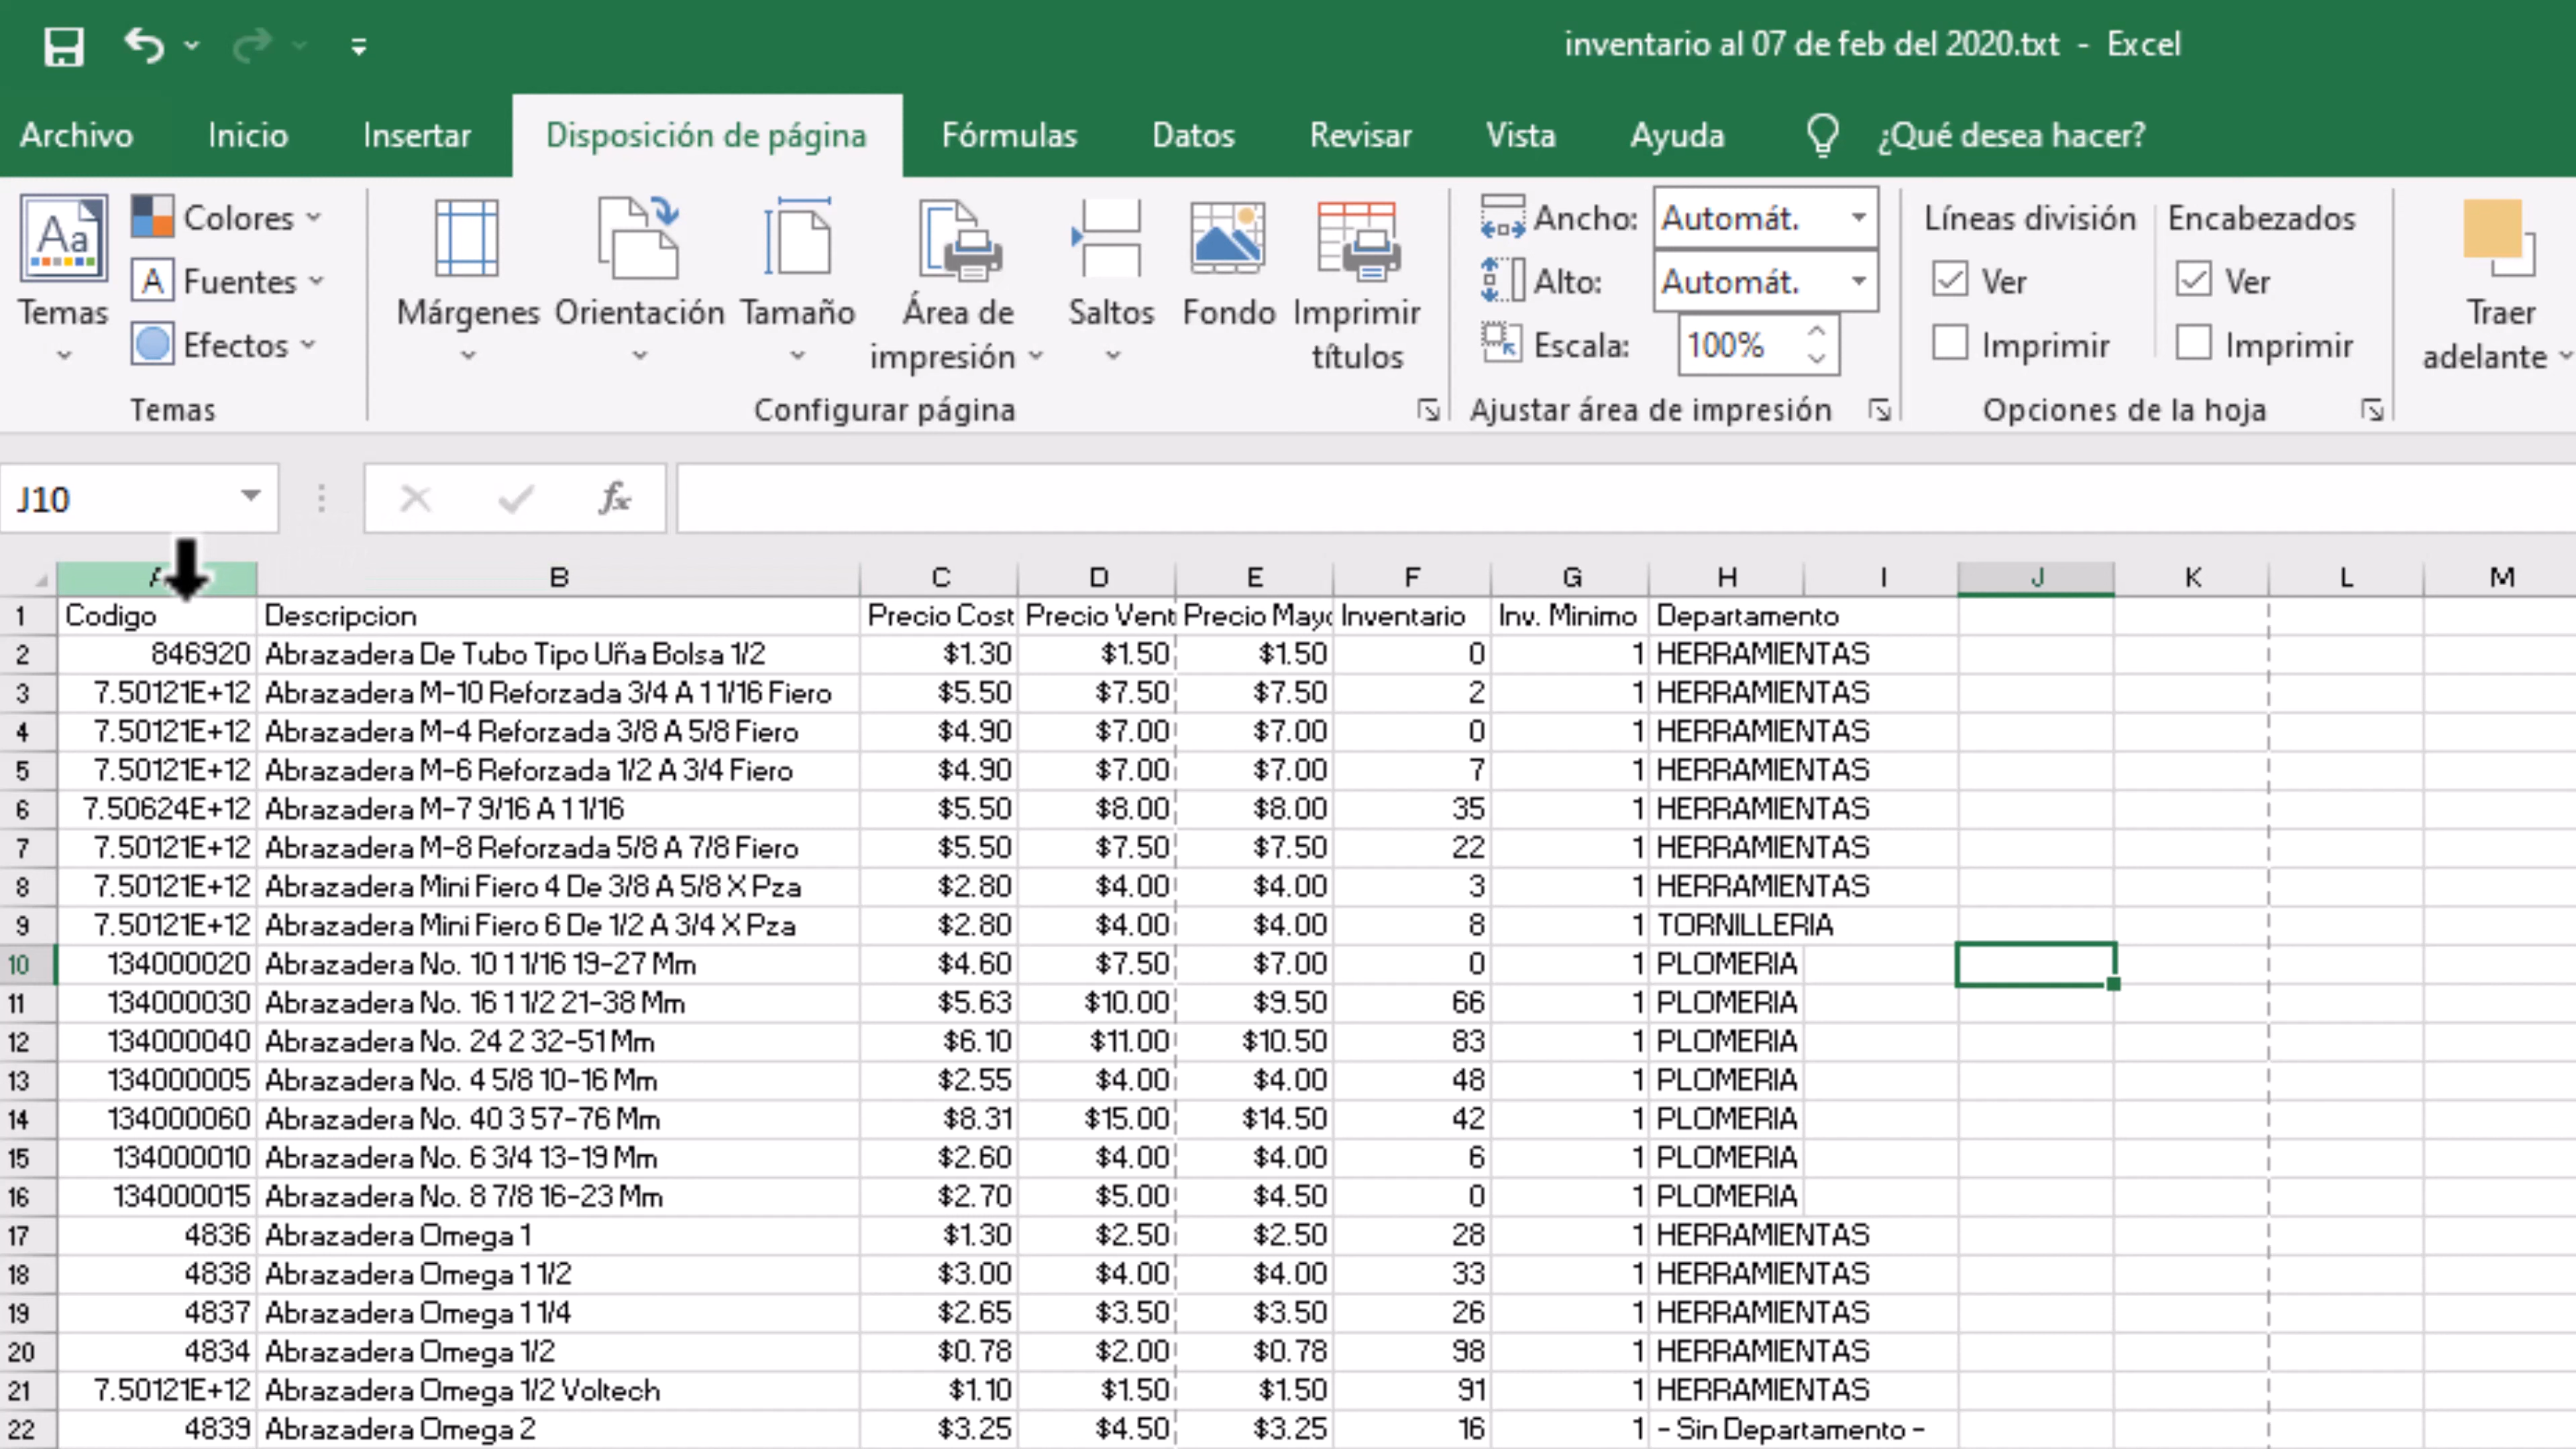 inventario al 07 de feb del 2020.txt - Excel
Archivo Inicio Insertar Disposición de página Fórmulas Datos Revisar Vista Ayuda ¿Qué desea hacer?
Aa Colores Ancho: Automát. Líneas división Encabezados
A Fuentes Alto: Automát. Ver Ver
Temas Márgenes Orientación Tamaño Área de Saltos Fondo Imprimir Traer
Efectos impresión títulos Escala: 100% Imprimir Imprimir adelante
Temas Configurar página Ajustar área de impresión Opciones de la hoja
J10 fx
B C D E F G H I J K L M
1 Codigo Descripcion Precio Cost Precio Vent Precio Mayo Inventario Inv. Minimo Departamento
2 846920 Abrazadera De Tubo Tipo Uña Bolsa 1/2 $1.30 $1.50 $1.50 0 1 HERRAMIENTAS
3 7.50121E+12 Abrazadera M-10 Reforzada 3/4 A 1 1/16 Fiero $5.50 $7.50 $7.50 2 1 HERRAMIENTAS
4 7.50121E+12 Abrazadera M-4 Reforzada 3/8 A 5/8 Fiero $4.90 $7.00 $7.00 0 1 HERRAMIENTAS
5 7.50121E+12 Abrazadera M-6 Reforzada 1/2 A 3/4 Fiero $4.90 $7.00 $7.00 7 1 HERRAMIENTAS
6 7.50624E+12 Abrazadera M-7 9/16 A 1 1/16 $5.50 $8.00 $8.00 35 1 HERRAMIENTAS
7 7.50121E+12 Abrazadera M-8 Reforzada 5/8 A 7/8 Fiero $5.50 $7.50 $7.50 22 1 HERRAMIENTAS
8 7.50121E+12 Abrazadera Mini Fiero 4 De 3/8 A 5/8 X Pza $2.80 $4.00 $4.00 3 1 HERRAMIENTAS
9 7.50121E+12 Abrazadera Mini Fiero 6 De 1/2 A 3/4 X Pza $2.80 $4.00 $4.00 8 1 TORNILLERIA
10 134000020 Abrazadera No. 10 11/16 19-27 Mm $4.60 $7.50 $7.00 0 1 PLOMERIA
11 134000030 Abrazadera No. 16 1 1/2 21-38 Mm $5.63 $10.00 $9.50 66 1 PLOMERIA
12 134000040 Abrazadera No. 24 2 32-51 Mm $6.10 $11.00 $10.50 83 1 PLOMERIA
13 134000005 Abrazadera No. 4 5/8 10-16 Mm $2.55 $4.00 $4.00 48 1 PLOMERIA
14 134000060 Abrazadera No. 40 3 57-76 Mm $8.31 $15.00 $14.50 42 1 PLOMERIA
15 134000010 Abrazadera No. 6 3/4 13-19 Mm $2.60 $4.00 $4.00 6 1 PLOMERIA
16 134000015 Abrazadera No. 8 7/8 16-23 Mm $2.70 $5.00 $4.50 0 1 PLOMERIA
17 4836 Abrazadera Omega 1 $1.30 $2.50 $2.50 28 1 HERRAMIENTAS
18 4838 Abrazadera Omega 1 1/2 $3.00 $4.00 $4.00 33 1 HERRAMIENTAS
19 4837 Abrazadera Omega 1 1/4 $2.65 $3.50 $3.50 26 1 HERRAMIENTAS
20 4834 Abrazadera Omega 1/2 $0.78 $2.00 $0.78 98 1 HERRAMIENTAS
21 7.50121E+12 Abrazadera Omega 1/2 Voltech $1.10 $1.50 $1.50 91 1 HERRAMIENTAS
22 4839 Abrazadera Omega 2 $3.25 $4.50 $3.25 16 1 - Sin Departamento -